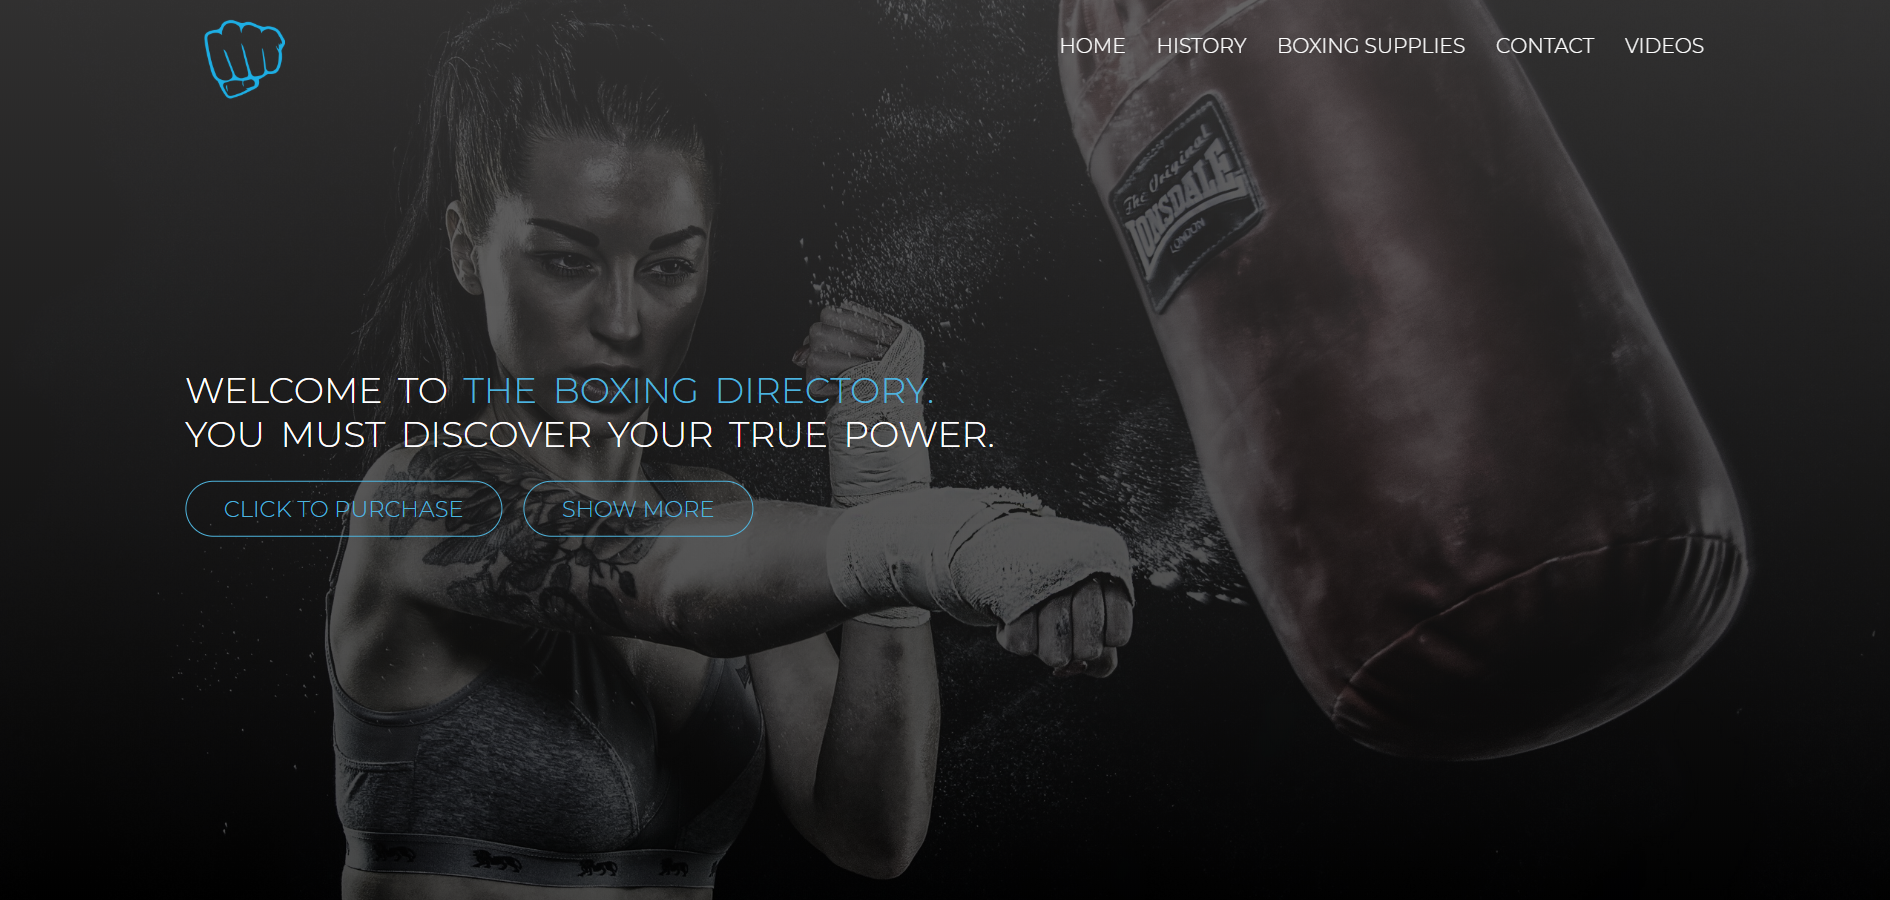 HOME HISTORY BOXING SUPPLIES CONTACT VIDEOS
The Original
LONSDALE
LONDON
WELCOME TO THE BOXING DIRECTORY.
YOU MUST DISCOVER YOUR TRUE POWER.
CLICK TO PURCHASE SHOW MORE